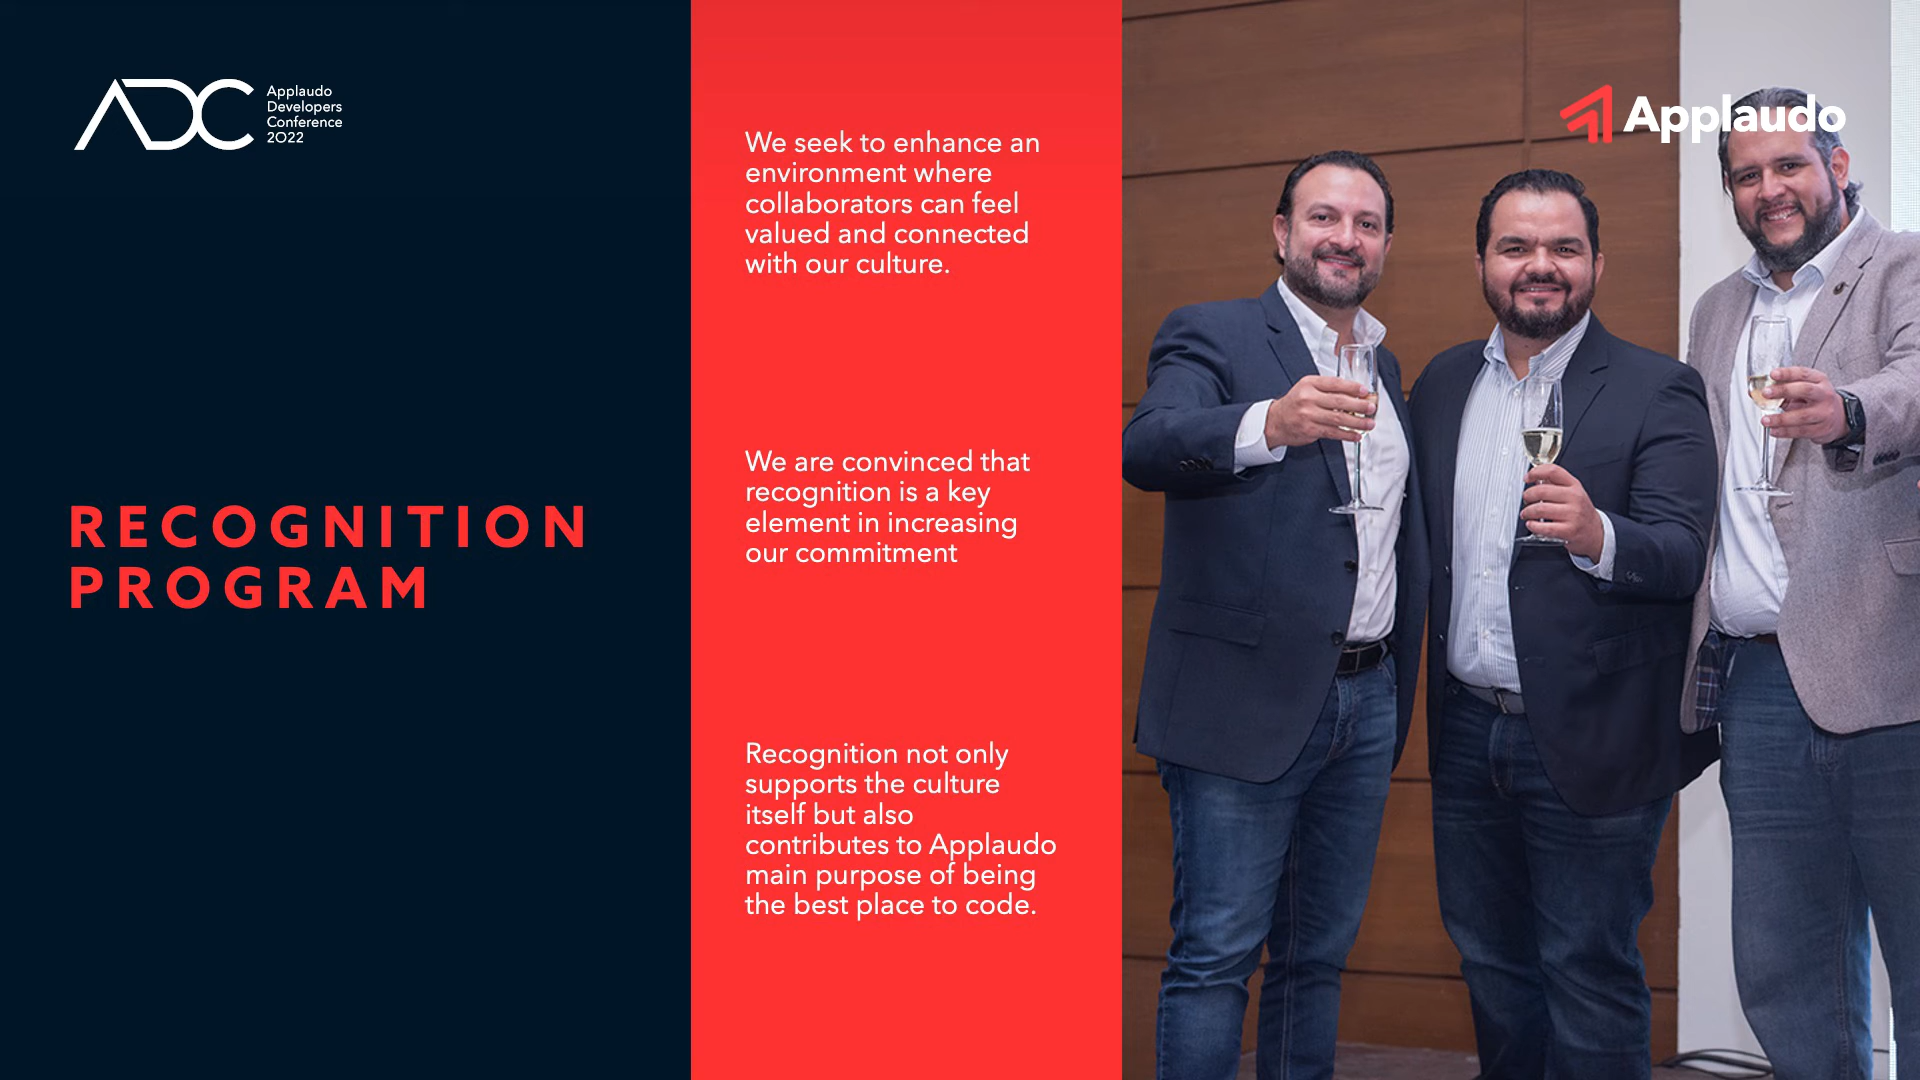 ADC
Applaudo
Developers
Conference
2022
RECOGNITION
PROGRAM
We seek to enhance an
environment where
collaborators can feel
valued and connected
with our culture.
We are convinced that
recognition is a key
element in increasing
our commitment
Recognition not only
supports the culture
itself but also
contributes to Applaudo
main purpose of being
the best place to code.
Applaudo